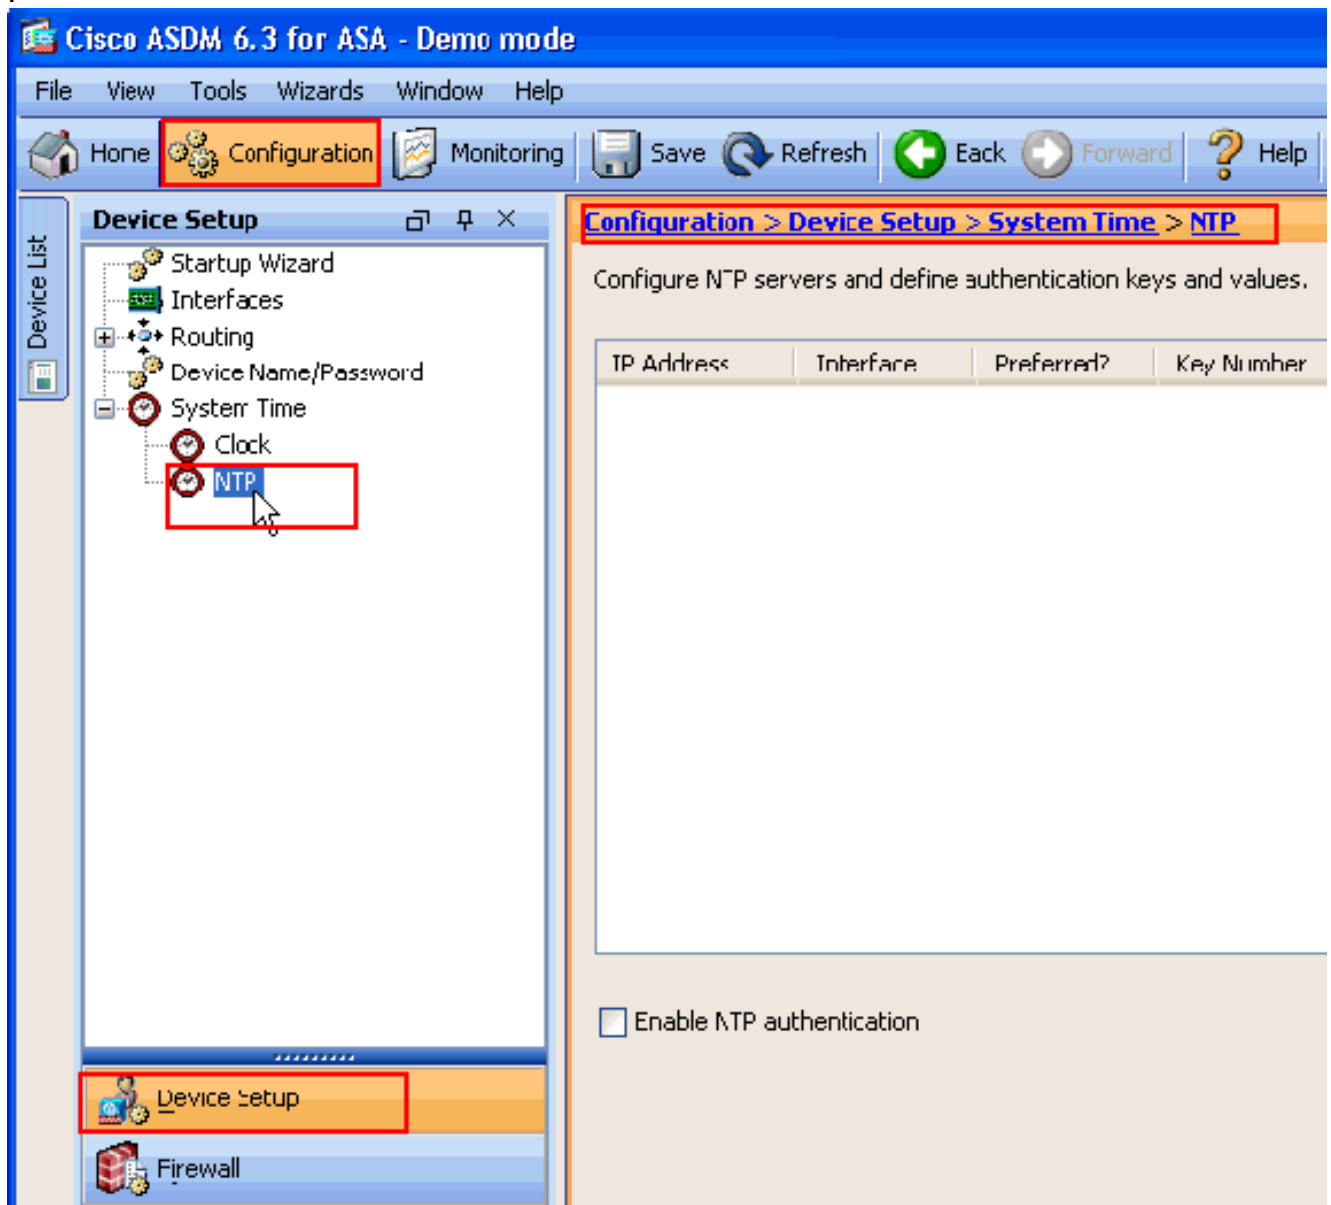 Cisco ASDM 6.3 for ASA - Demo mode
File View Tools Wizards Window Help
Home Configuration Monitoring Save Refresh Back Forward Help
Device List
Device Setup
Configuration > Device Setup > System Time > NTP
Startup Wizard
Interfaces
Routing
Device Name/Password
System Time
Clock
NTP
Configure NTP servers and define authentication keys and values.
IP Address Interface Preferred? Key Number
Enable NTP authentication
Device Setup
Firewall